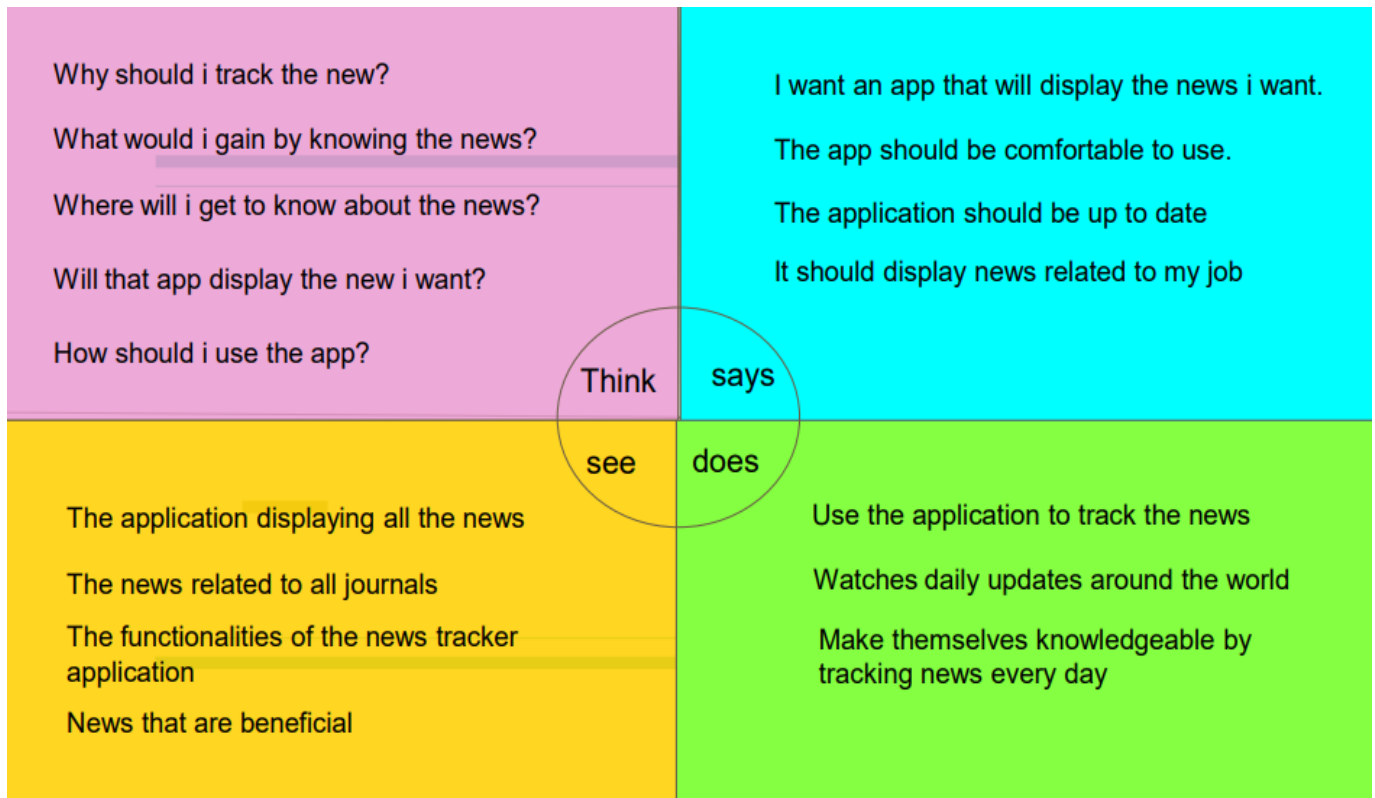 Why should i track the new?
What would i gain by knowing the news?
Where will i get to know about the news?
Will that app display the new i want?
How should i use the app?
Think
I want an app that will display the news i want.
The app should be comfortable to use.
The application should be up to date
It should display news related to my job
says
see
The application displaying all the news
The news related to all journals
The functionalities of the news tracker
application
News that are beneficial
does
Use the application to track the news
Watches daily updates around the world
Make themselves knowledgeable by
tracking news every day